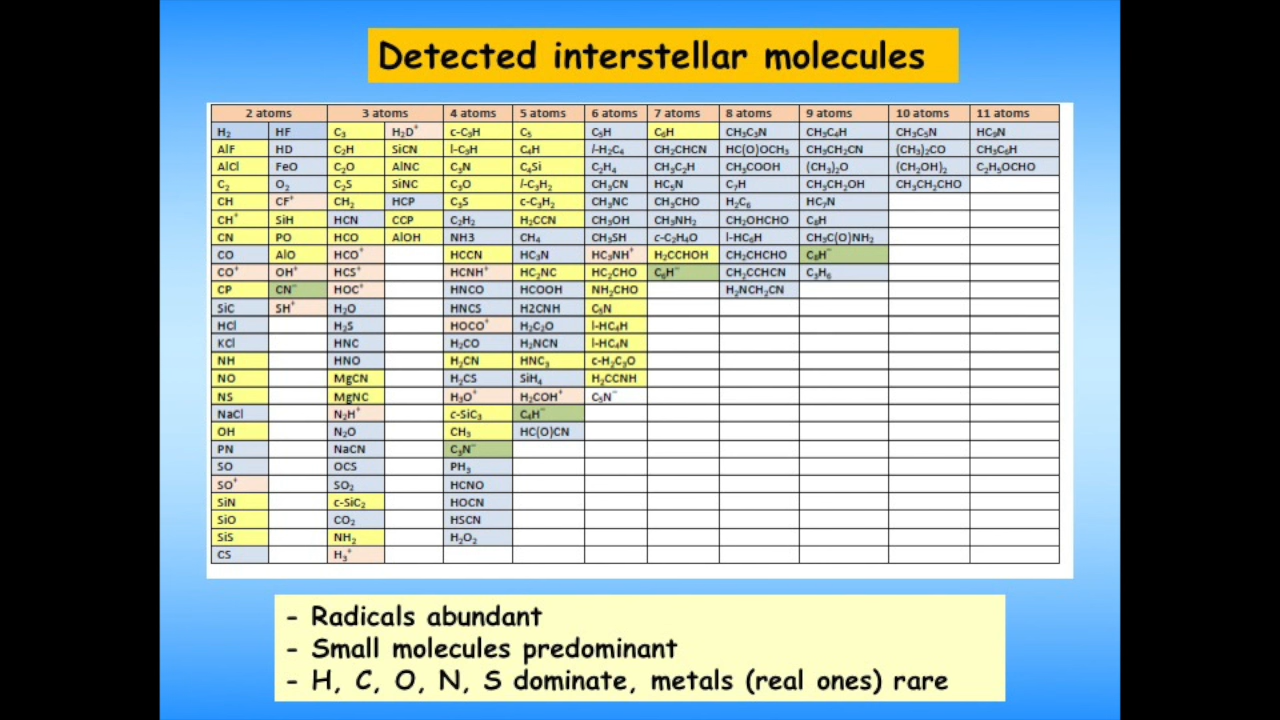 Detected interstellar molecules
2 atoms 3 atoms 4 atoms 5 atoms 6 atoms 7 atoms 8 atoms 9 atoms 10 atoms 11 atoms
H₂ HF C₃ H₂D⁺ c-C₃H C₅ C₅H C₆H CH₃C₃N CH₃C₄H CH₃C₅N HC₉N
AlF HD C₂H SiCN l-C₃H C₄H l-H₂C₄ CH₂CHCN HC(O)OCH₃ CH₃CH₂CN (CH₃)₂CO CH₃C₆H
AlCl FeO C₂O AlNC C₃N C₄Si C₂H₄ CH₃C₂H CH₃COOH (CH₃)₂O (CH₂OH)₂ C₂H₅OCHO
C₂ O₂ C₂S SiNC C₃O l-C₃H₂ CH₃CN HC₅N C₇H CH₃CH₂OH CH₃CH₂CHO
CH CF⁺ CH₂ HCP C₃S c-C₃H₂ CH₃NC CH₃CHO H₂C₆ HC₇N
CH⁺ SiH HCN CCP C₂H₂ H₂CCN CH₃OH CH₃NH₂ CH₂OHCHO C₈H
CN PO HCO AlOH NH3 CH₄ CH₃SH c-C₂H₄O l-HC₆H CH₃C(O)NH₂
CO AlO HCO⁺ HCCN HC₃N HC₃NH⁺ H₂CCHOH CH₂CHCHO C₈H⁻
CO⁺ OH⁺ HCS⁺ HCNH⁺ HC₂NC HC₂CHO C₆H⁻ CH₂CCHCN C₃H₆
CP CN⁻ HOC⁺ HNCO HCOOH NH₂CHO H₂NCH₂CN
SiC SH⁺ H₂O HNCS H2CNH C₅N
HCl H₂S HOCO⁺ H₂C₂O l-HC₄H
KCl HNC H₂CO H₂NCN l-HC₄N
NH HNO H₂CN HNC₃ c-H₂C₃O
NO MgCN H₂CS SiH₄ H₂CCNH
NS MgNC H₃O⁺ H₂COH⁺ C₅N⁻
NaCl N₂H⁺ c-SiC₃ C₄H⁻
OH N₂O CH₃ HC(O)CN
PN NaCN C₃N⁻
SO OCS PH₃
SO⁺ SO₂ HCNO
SiN c-SiC₂ HOCN
SiO CO₂ HSCN
SiS NH₂ H₂O₂
CS H₃⁺
- Radicals abundant
- Small molecules predominant
- H, C, O, N, S dominate, metals (real ones) rare